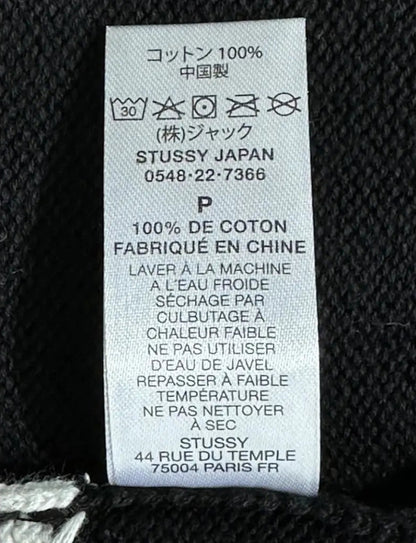 コットン 100%
中国製
30
(株)ジャック
STUSSY JAPAN
0548·22·7366
P
100% DE COTON
FABRIQUÉ EN CHINE
LAVER À LA MACHINE
A L'EAU FROIDE
SÉCHAGE PAR
CULBUTAGE À
CHALEUR FAIBLE
NE PAS UTILISER
D'EAU DE JAVEL
REPASSER À FAIBLE
TEMPÉRATURE
NE PAS NETTOYER
À SEC
STUSSY
44 RUE DU TEMPLE
75004 PARIS FR